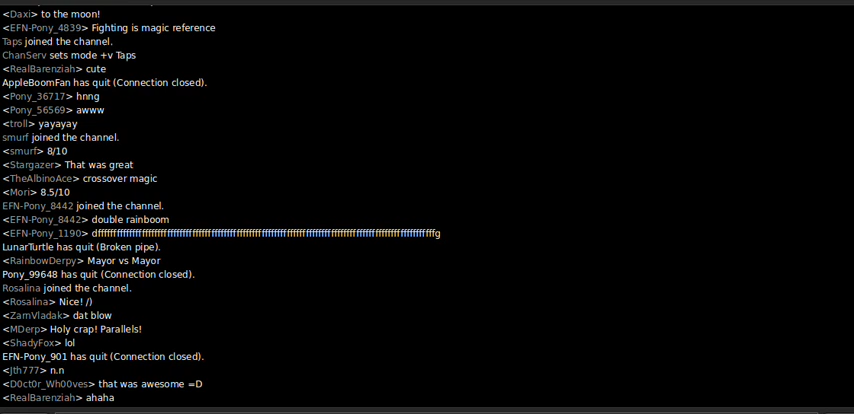 <Daxi> to the moon!
<EFN-Pony_4839> Fighting is magic reference
Taps joined the channel.
ChanServ sets mode +v Taps
<RealBarenziah> cute
AppleBoomFan has quit (Connection closed).
<Pony_36717> hnng
<Pony_56569> awww
<troll> yayayay
smurf joined the channel.
<smurf> 8/10
<Stargazer> That was great
<TheAlbinoAce> crossover magic
<Mori> 8.5/10
EFN-Pony_8442 joined the channel.
<EFN-Pony_8442> double rainboom
LunarTurtle has quit (Broken pipe).
<RainbowDerpy> Mayor vs Mayor
Pony_99648 has quit (Connection closed).
Rosalina joined the channel.
<Rosalina> Nice! /)
<ZamVladak> dat blow
<MDerp> Holy crap! Parallels!
<ShadyFox> lol
EFN-Pony_901 has quit (Connection closed).
<Jth777> n.n
<D0ct0r_Wh00ves> that was awesome =D
<RealBarenziah> ahaha